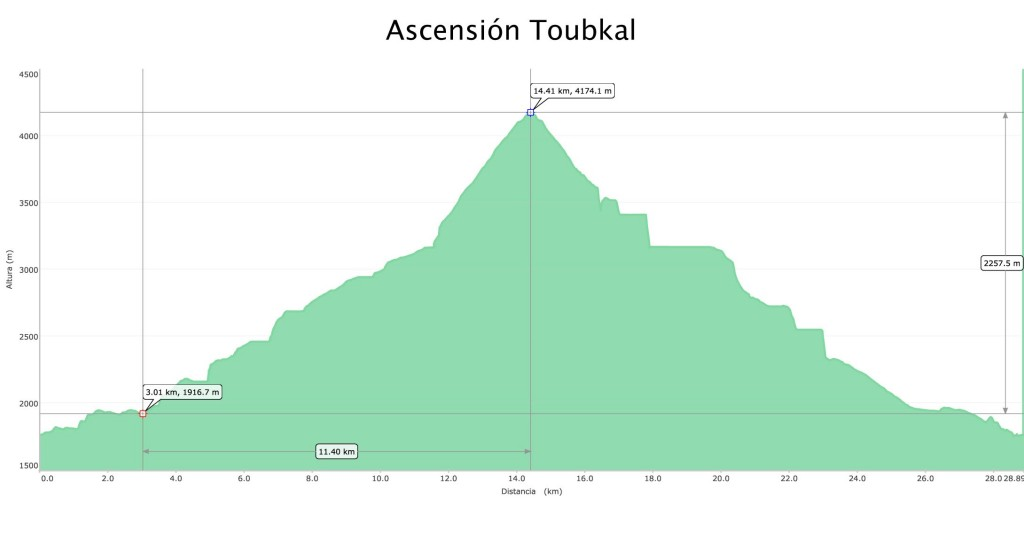 Ascensión Toubkal
4500
14.41 km, 4174.1 m
4000
3500
3000
Altura (m)
2257.5 m
2500
3.01 km, 1916.7 m
2000
11.40 km
1500
0.0 2.0 4.0 6.0 8.0 10.0 12.0 14.0 16.0 18.0 20.0 22.0 24.0 26.0 28.0 28.89
Distancia (km)